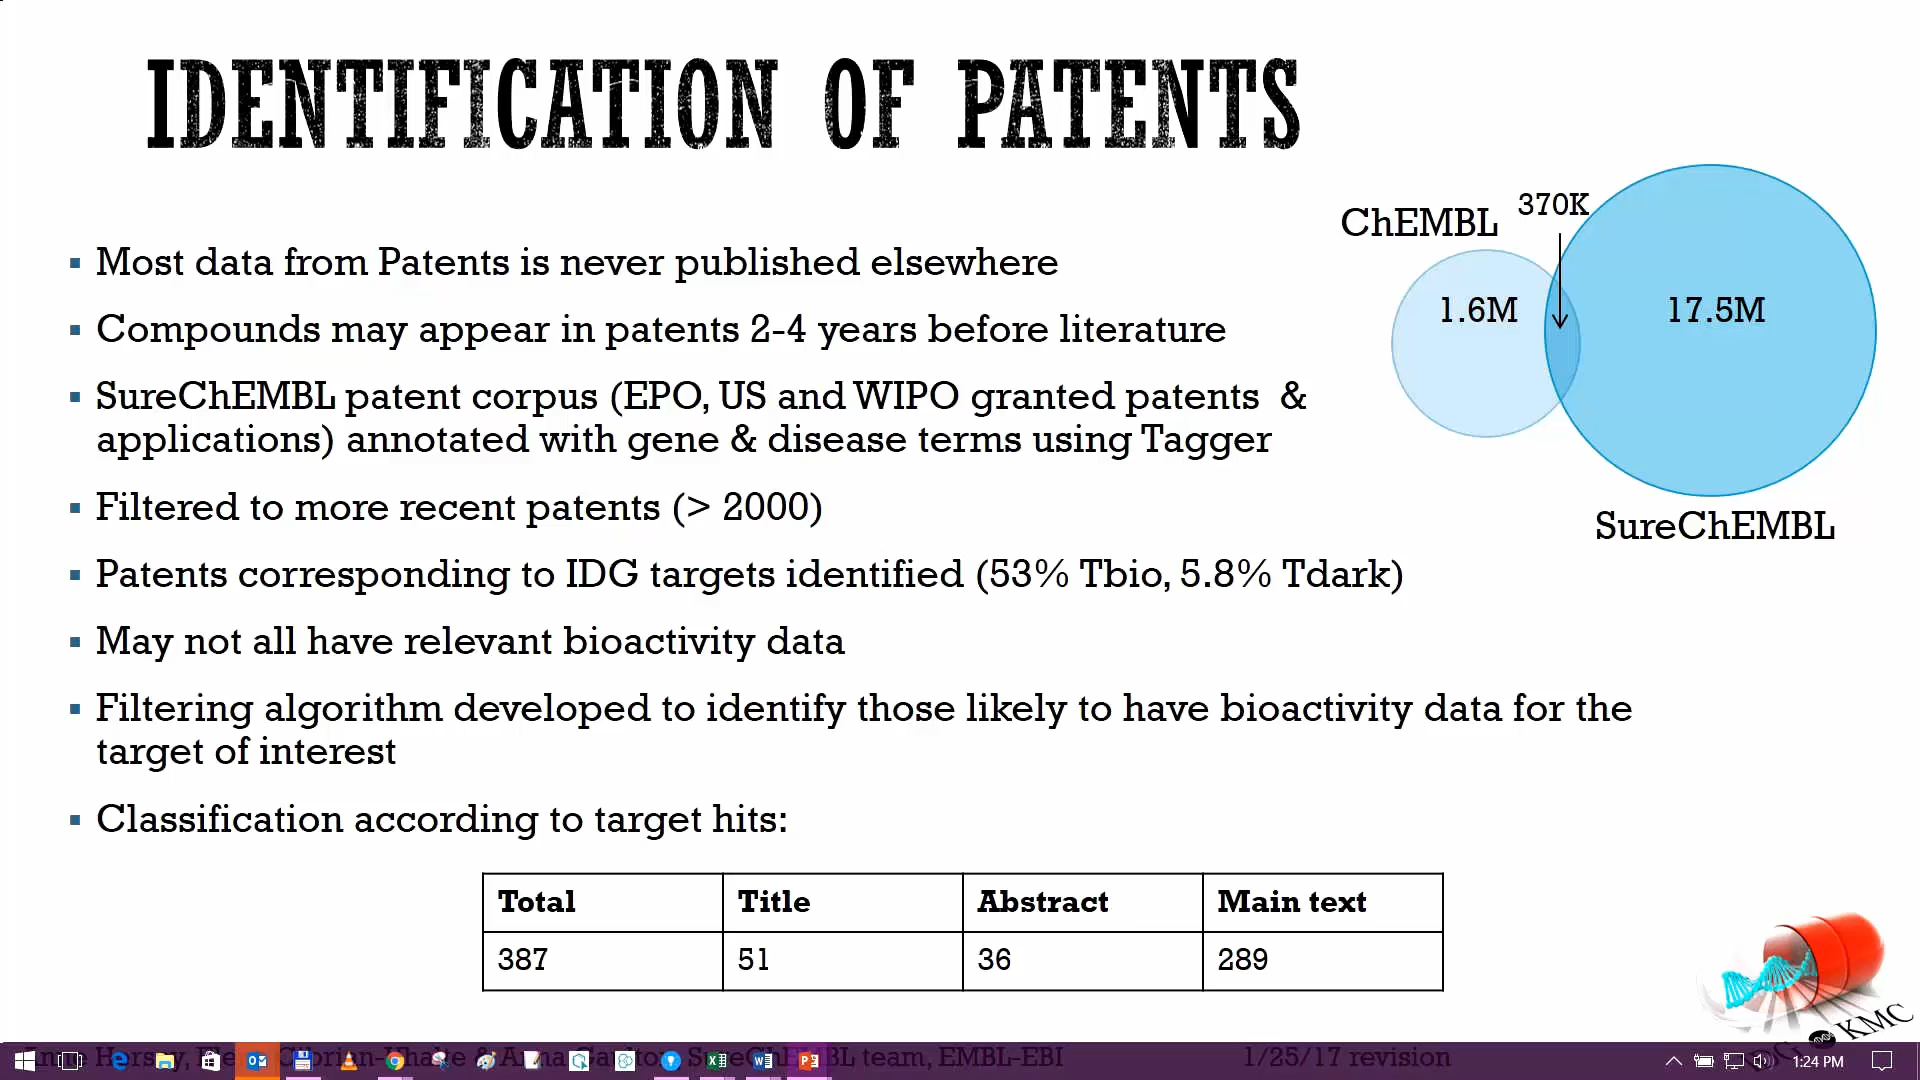 IDENTIFICATION OF PATENTS
ChEMBL
370K
1.6M
17.5M
SureChEMBL
▪ Most data from Patents is never published elsewhere
▪ Compounds may appear in patents 2-4 years before literature
▪ SureChEMBL patent corpus (EPO, US and WIPO granted patents &
applications) annotated with gene & disease terms using Tagger
▪ Filtered to more recent patents (> 2000)
▪ Patents corresponding to IDG targets identified (53% Tbio, 5.8% Tdark)
▪ May not all have relevant bioactivity data
▪ Filtering algorithm developed to identify those likely to have bioactivity data for the
target of interest
▪ Classification according to target hits:
Total Title Abstract Main text
387 51 36 289
KMC
team, EMBL-EBI
1/25/17 revision
1:24 PM